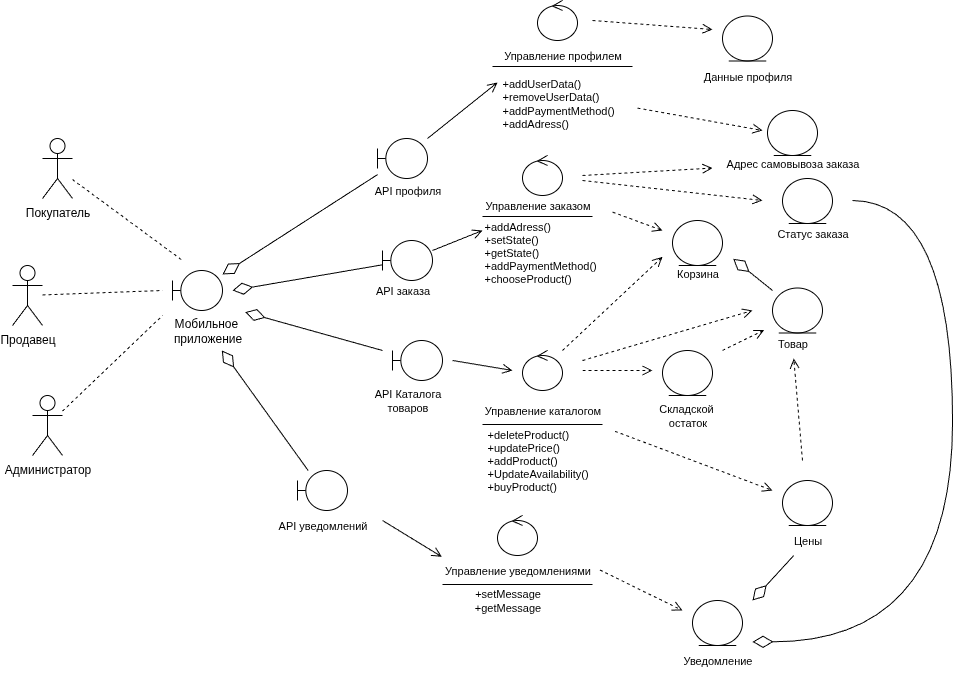 Управление профилем
+addUserData()
+removeUserData()
+addPaymentMethod()
+addAdress()
Данные профиля
Покупатель
API профиля
Адрес самовывоза заказа
Управление заказом
+addAdress()
+setState()
+getState()
+addPaymentMethod()
+chooseProduct()
Статус заказа
Корзина
API заказа
Продавец
Мобильное
приложение
Товар
API Каталога
товаров
Управление каталогом
+deleteProduct()
+updatePrice()
+addProduct()
+UpdateAvailability()
+buyProduct()
Складской
остаток
Администратор
API уведомлений
Цены
Управление уведомлениями
+setMessage
+getMessage
Уведомление